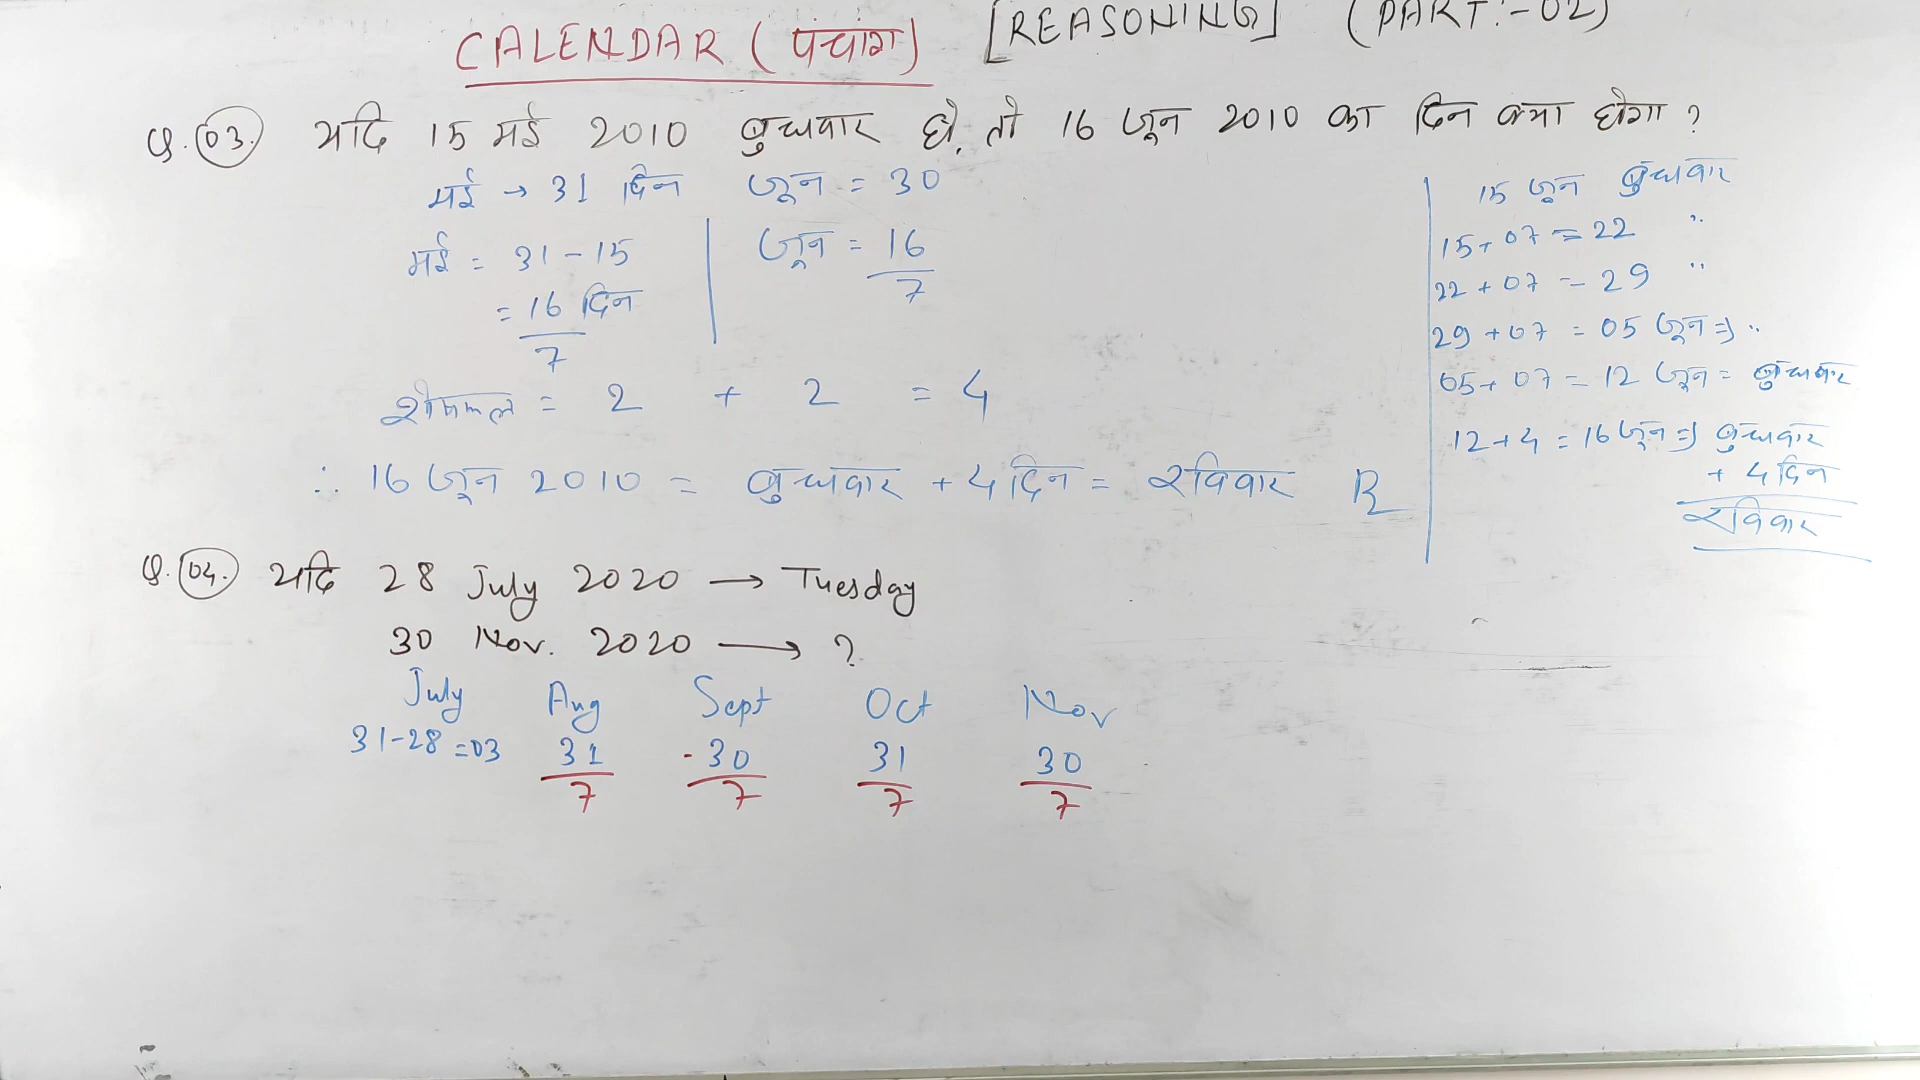 CALENDAR (पंचांग) [REASONING] (PART:-02)
Q. 03. यदि 15 मई 2010 बुधवार हो, तो 16 जून 2010 का दिन क्या होगा ?
मई → 31 दिन जून = 30
मई = 31 - 15
= 16 दिन
7
जून = 16
7
शेषफल = 2 + 2 = 4
∴ 16 जून 2010 = बुधवार + 4 दिन = रविवार
15 जून बुधवार
15 + 07 = 22 "
22 + 07 = 29 "
29 + 07 = 05 जून ⇒ "
05 + 07 = 12 जून = बुधवार
12 + 4 = 16 जून ⇒ बुधवार
+ 4 दिन
रविवार
Q. 04. यदि 28 July 2020 → Tuesday
30 Nov. 2020 → ?
July Aug Sept Oct Nov
31-28 =03 31 30 31 30
7 7 7 7